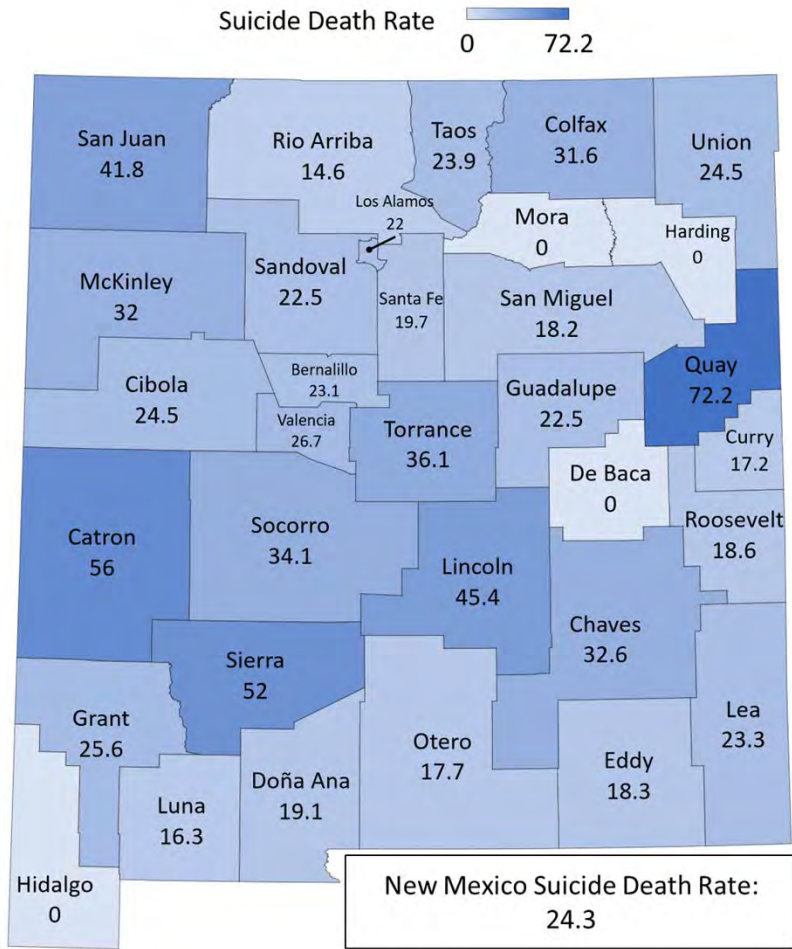 Suicide Death Rate
0 72.2
San Juan
41.8
Rio Arriba
14.6
Taos
23.9
Colfax
31.6
Union
24.5
Los Alamos
22
Mora
0
Harding
0
McKinley
32
Sandoval
22.5
Santa Fe
19.7
San Miguel
18.2
Quay
72.2
Cibola
24.5
Bernalillo
23.1
Valencia
26.7
Torrance
36.1
Guadalupe
22.5
Curry
17.2
De Baca
0
Roosevelt
18.6
Catron
56
Socorro
34.1
Lincoln
45.4
Chaves
32.6
Sierra
52
Grant
25.6
Luna
16.3
Doña Ana
19.1
Otero
17.7
Eddy
18.3
Lea
23.3
Hidalgo
0
New Mexico Suicide Death Rate:
24.3